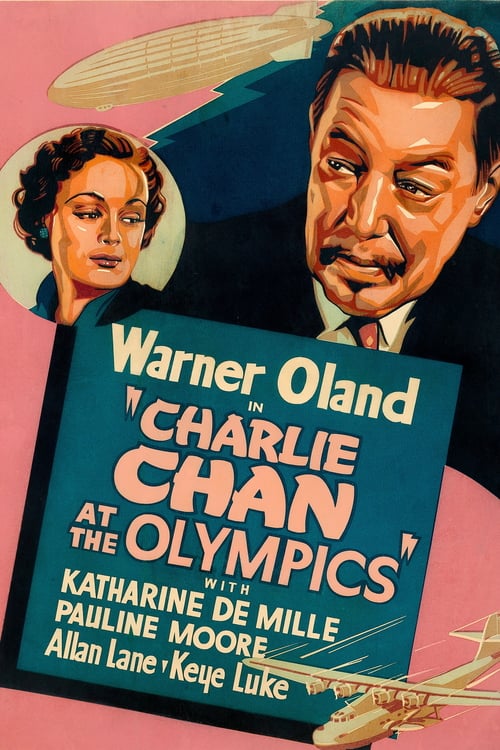 Warner Oland
IN
"CHARLIE
CHAN
AT THE OLYMPICS"
WITH
KATHARINE DE MILLE
PAULINE MOORE
Allan Lane • Keye Luke